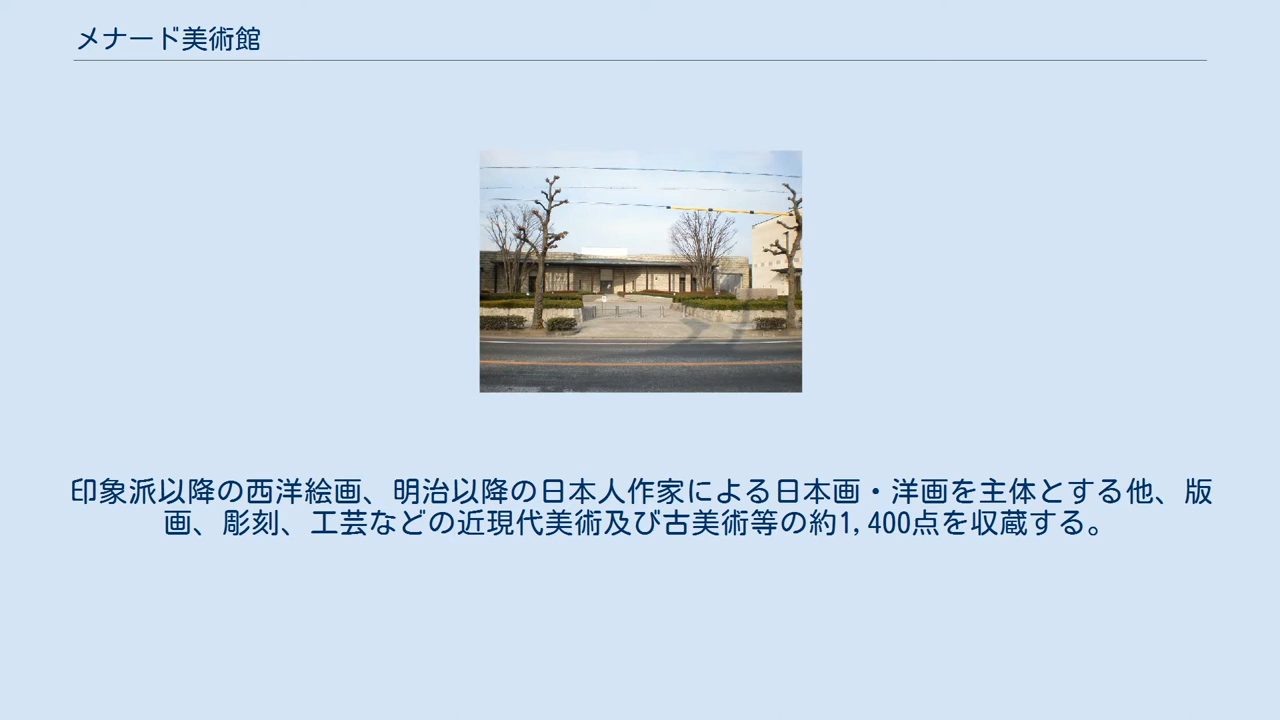 メナード美術館
印象派以降の西洋絵画、明治以降の日本人作家による日本画・洋画を主体とする他、版
画、彫刻、工芸などの近現代美術及び古美術等の約1,400点を収蔵する。